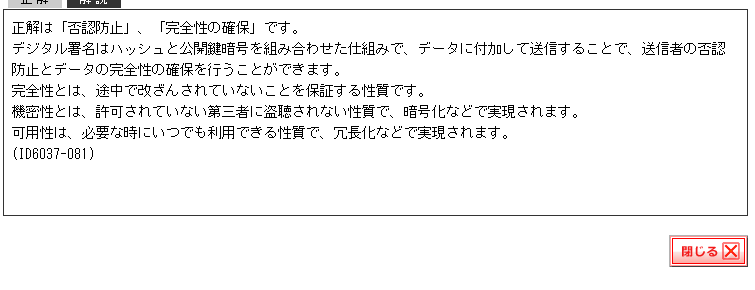 正解 解説
正解は「否認防止」、「完全性の確保」です。
デジタル署名はハッシュと公開鍵暗号を組み合わせた仕組みで、データに付加して送信することで、送信者の否認
防止とデータの完全性の確保を行うことができます。
完全性とは、途中で改ざんされていないことを保証する性質です。
機密性とは、許可されていない第三者に盗聴されない性質で、暗号化などで実現されます。
可用性は、必要な時にいつでも利用できる性質で、冗長化などで実現されます。
(ID6037-081)
閉じる